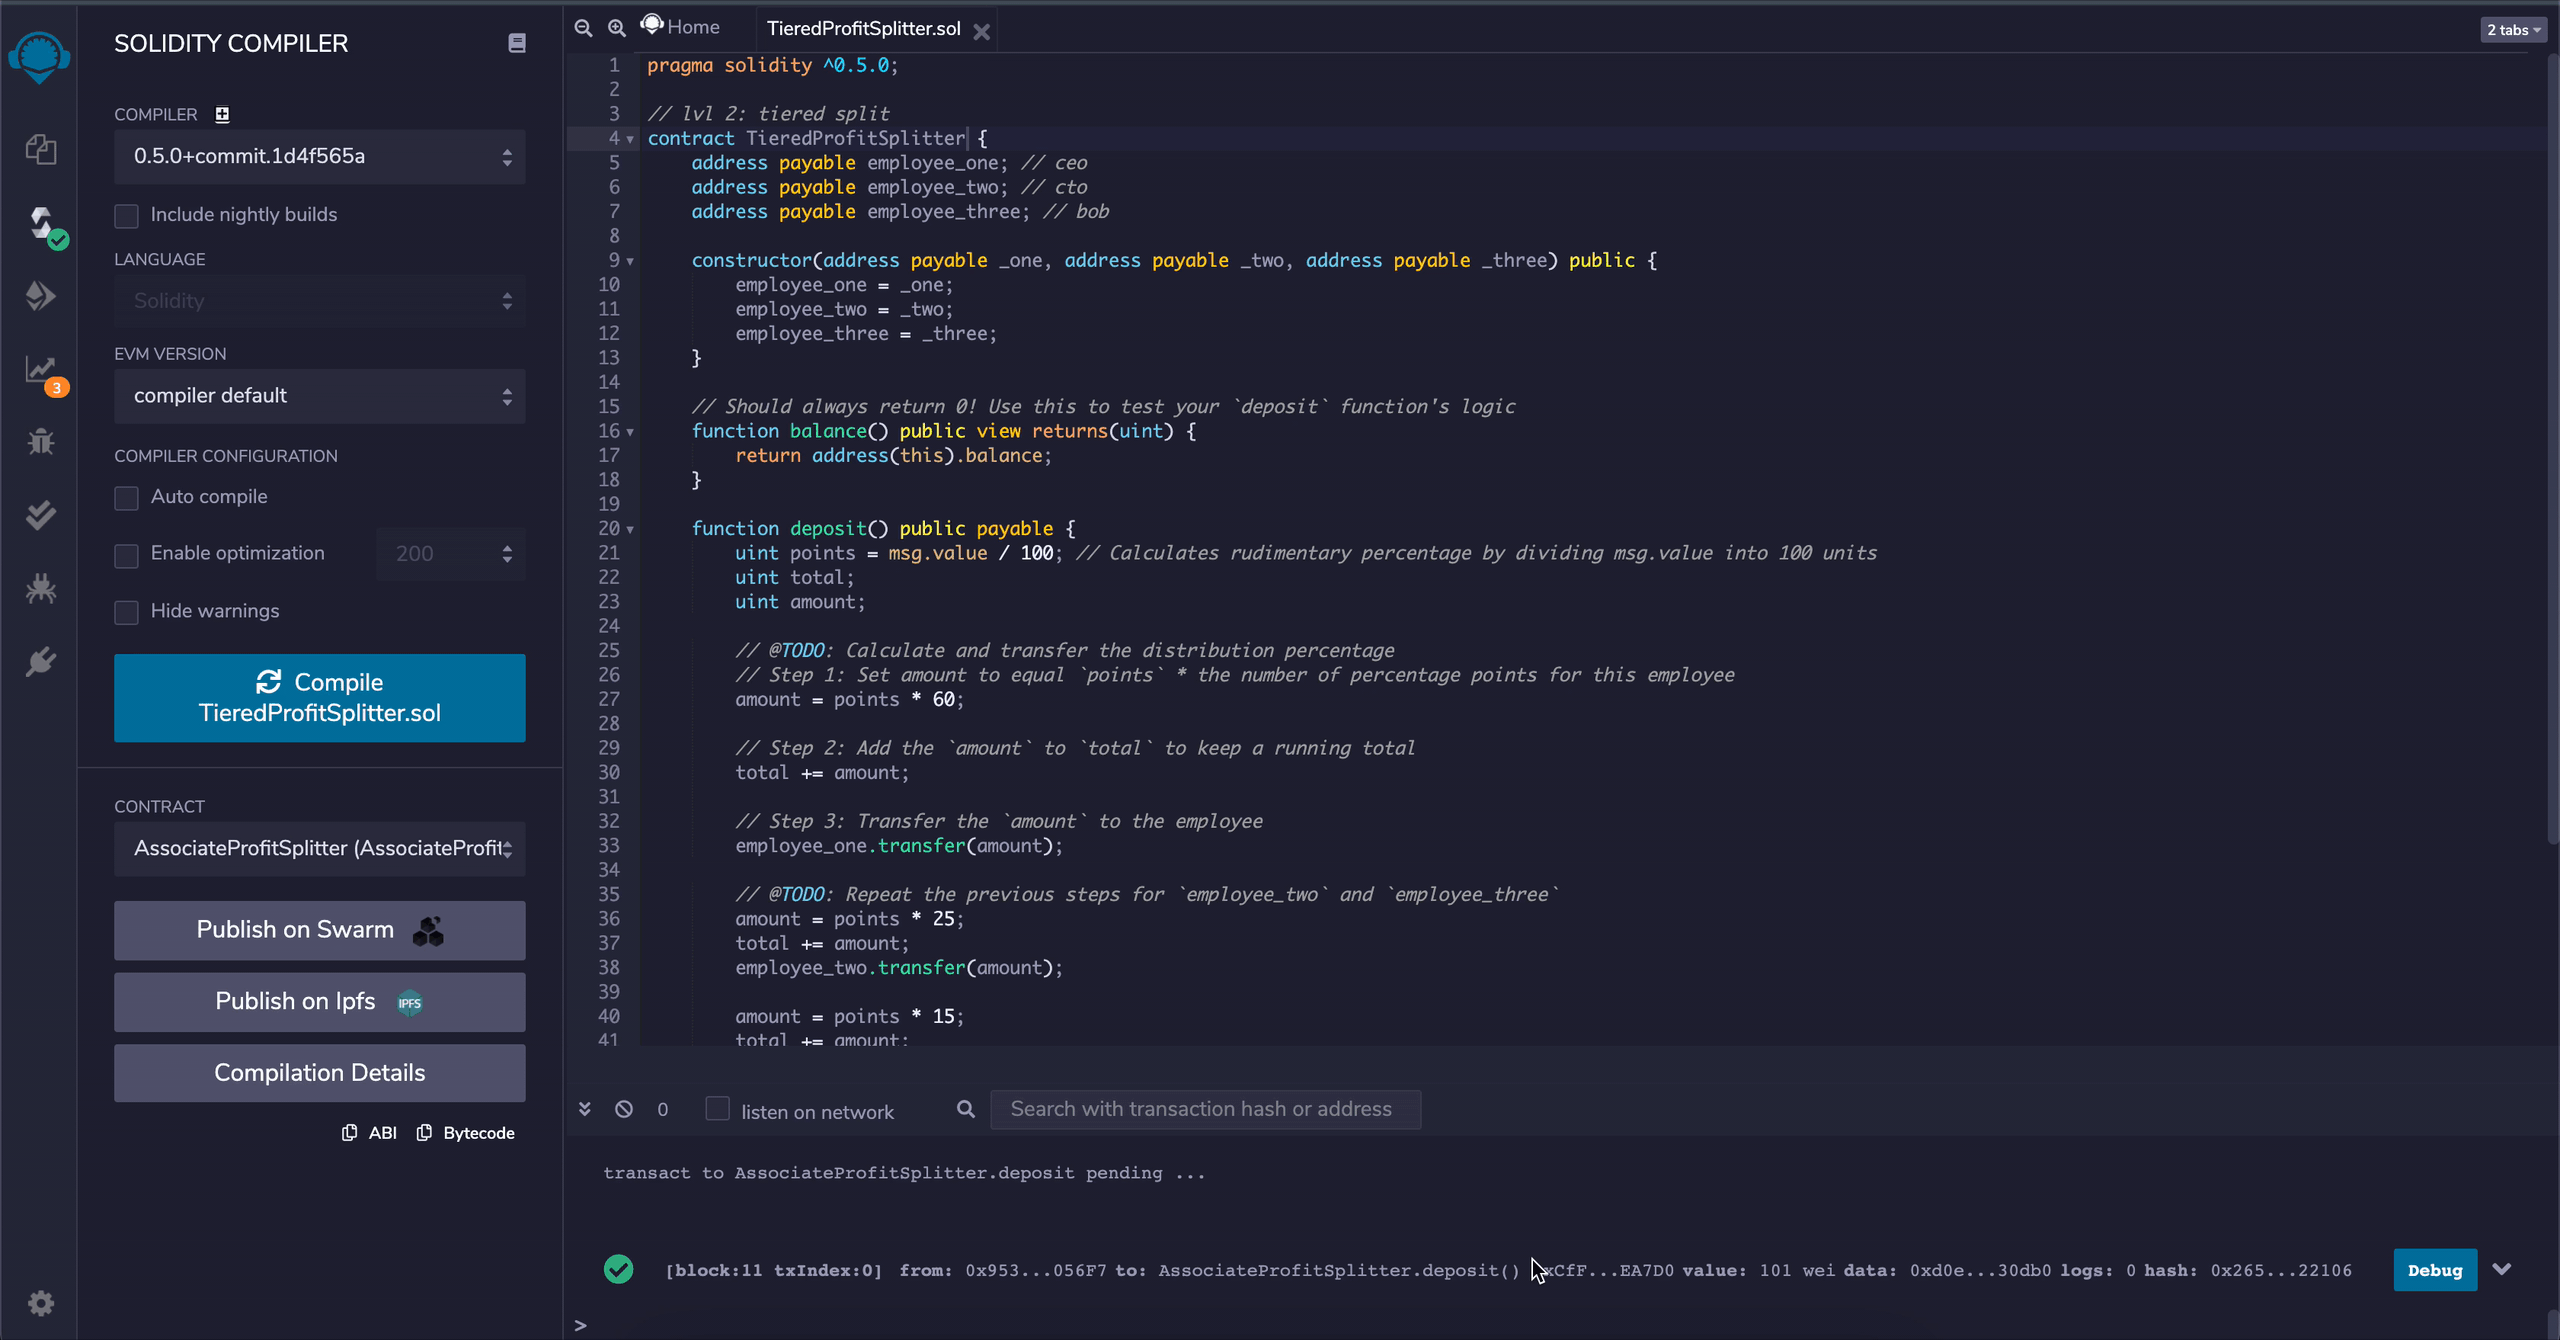 SOLIDITY COMPILER
COMPILER
0.5.0+commit.1d4f565a
Include nightly builds
LANGUAGE
Solidity
EVM VERSION
compiler default
COMPILER CONFIGURATION
Auto compile
Enable optimization
200
Hide warnings
Compile
TieredProfitSplitter.sol
CONTRACT
AssociateProfitSplitter (AssociateProfit
Publish on Swarm
Publish on Ipfs
IPFS
Compilation Details
ABI
Bytecode
3
Home
TieredProfitSplitter.sol
2 tabs
1 pragma solidity ^0.5.0;
2
3 // lvl 2: tiered split
4 contract TieredProfitSplitter {
5 address payable employee_one; // ceo
6 address payable employee_two; // cto
7 address payable employee_three; // bob
8
9 constructor(address payable _one, address payable _two, address payable _three) public {
10 employee_one = _one;
11 employee_two = _two;
12 employee_three = _three;
13 }
14
15 // Should always return 0! Use this to test your `deposit` function's logic
16 function balance() public view returns(uint) {
17 return address(this).balance;
18 }
19
20 function deposit() public payable {
21 uint points = msg.value / 100; // Calculates rudimentary percentage by dividing msg.value into 100 units
22 uint total;
23 uint amount;
24
25 // @TODO: Calculate and transfer the distribution percentage
26 // Step 1: Set amount to equal `points` * the number of percentage points for this employee
27 amount = points * 60;
28
29 // Step 2: Add the `amount` to `total` to keep a running total
30 total += amount;
31
32 // Step 3: Transfer the `amount` to the employee
33 employee_one.transfer(amount);
34
35 // @TODO: Repeat the previous steps for `employee_two` and `employee_three`
36 amount = points * 25;
37 total += amount;
38 employee_two.transfer(amount);
39
40 amount = points * 15;
41 total += amount;
0
listen on network
Search with transaction hash or address
transact to AssociateProfitSplitter.deposit pending ...
[block:11 txIndex:0] from: 0x953...056F7 to: AssociateProfitSplitter.deposit() xCfF...EA7D0 value: 101 wei data: 0xd0e...30db0 logs: 0 hash: 0x265...22106
Debug
>